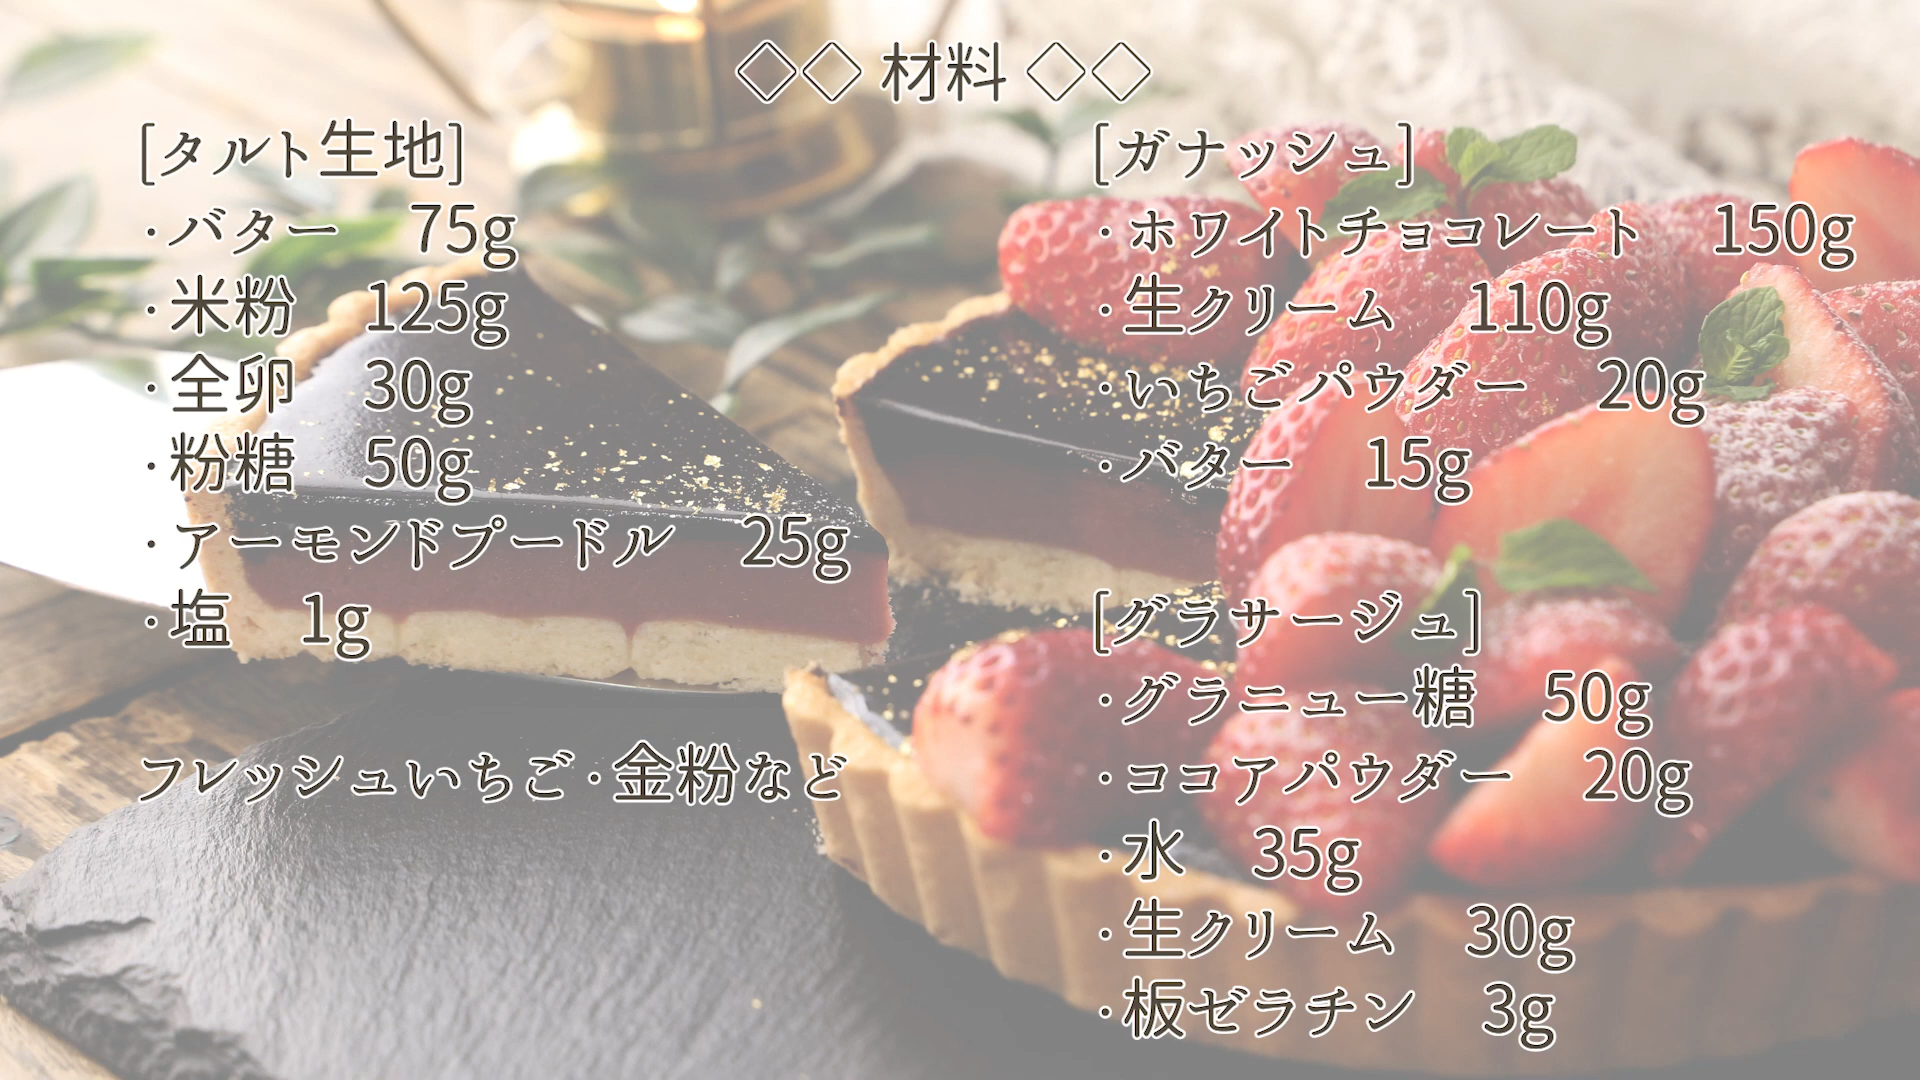 ◇◇ 材料 ◇◇
[タルト生地]
・バター　75g
・米粉　125g
・全卵　30g
・粉糖　50g
・アーモンドプードル　25g
・塩　1g
フレッシュいちご・金粉など
[ガナッシュ]
・ホワイトチョコレート　150g
・生クリーム　110g
・いちごパウダー　20g
・バター　15g
[グラサージュ]
・グラニュー糖　50g
・ココアパウダー　20g
・水　35g
・生クリーム　30g
・板ゼラチン　3g